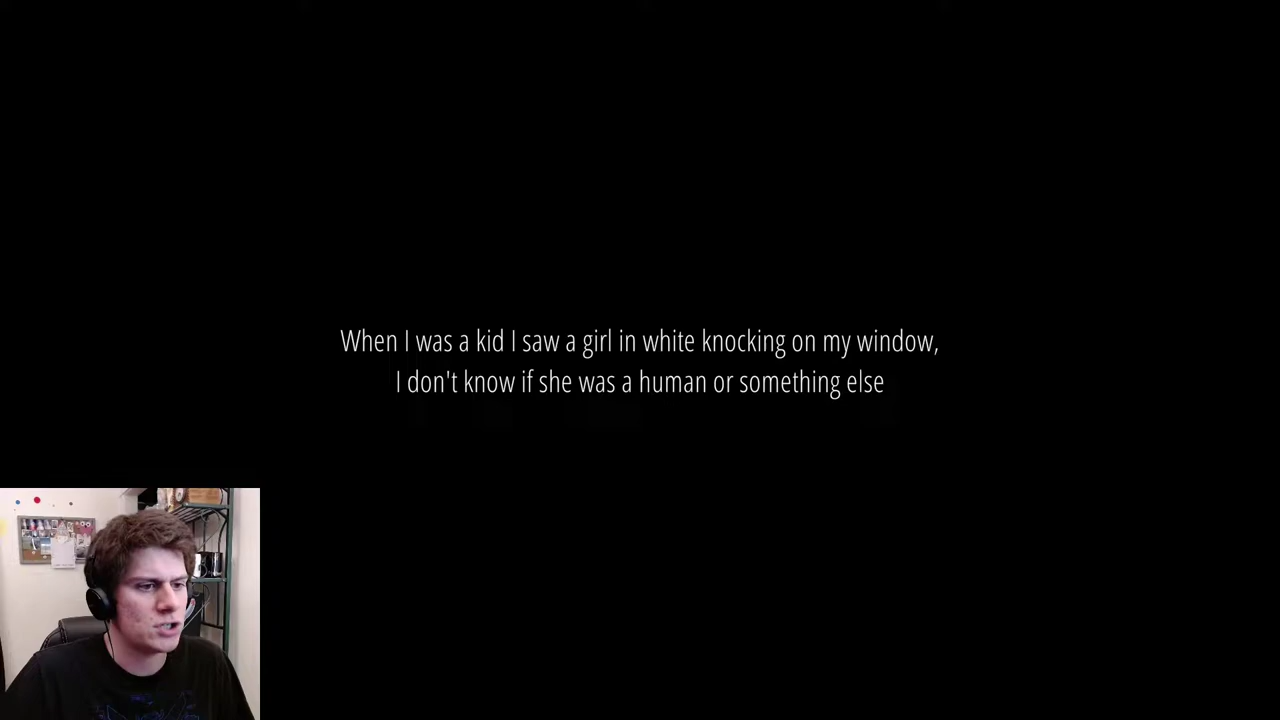 When I was a kid I saw a girl in white knocking on my window,
I don't know if she was a human or something else